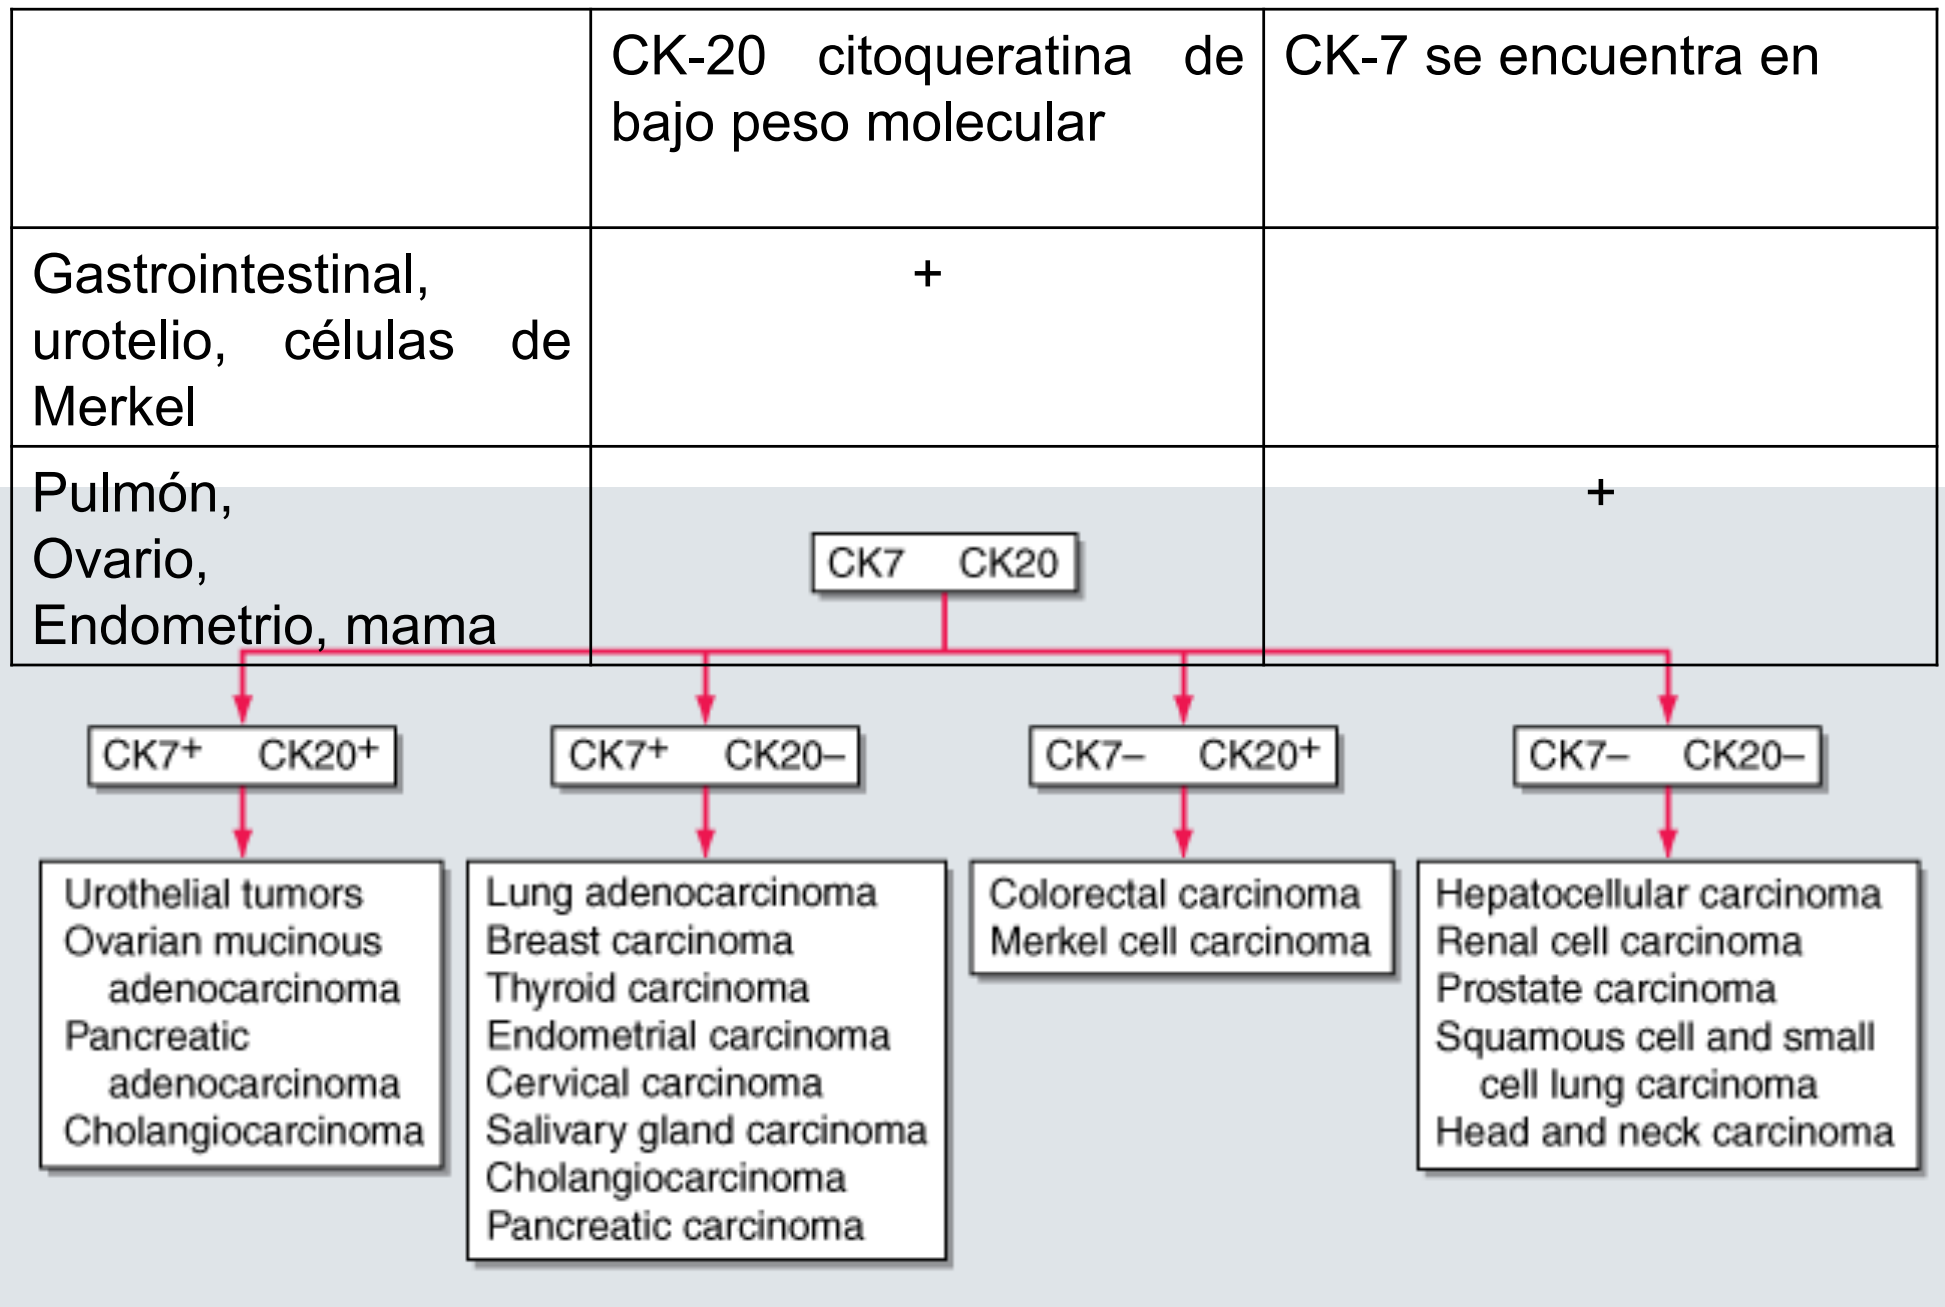 CK-20 citoqueratina de
bajo peso molecular
CK-7 se encuentra en
Gastrointestinal,
urotelio, células de
Merkel
+
Pulmón,
Ovario,
Endometrio, mama
+
CK7 CK20
CK7+ CK20+
CK7+ CK20–
CK7– CK20+
CK7– CK20–
Urothelial tumors
Ovarian mucinous
adenocarcinoma
Pancreatic
adenocarcinoma
Cholangiocarcinoma
Lung adenocarcinoma
Breast carcinoma
Thyroid carcinoma
Endometrial carcinoma
Cervical carcinoma
Salivary gland carcinoma
Cholangiocarcinoma
Pancreatic carcinoma
Colorectal carcinoma
Merkel cell carcinoma
Hepatocellular carcinoma
Renal cell carcinoma
Prostate carcinoma
Squamous cell and small
cell lung carcinoma
Head and neck carcinoma